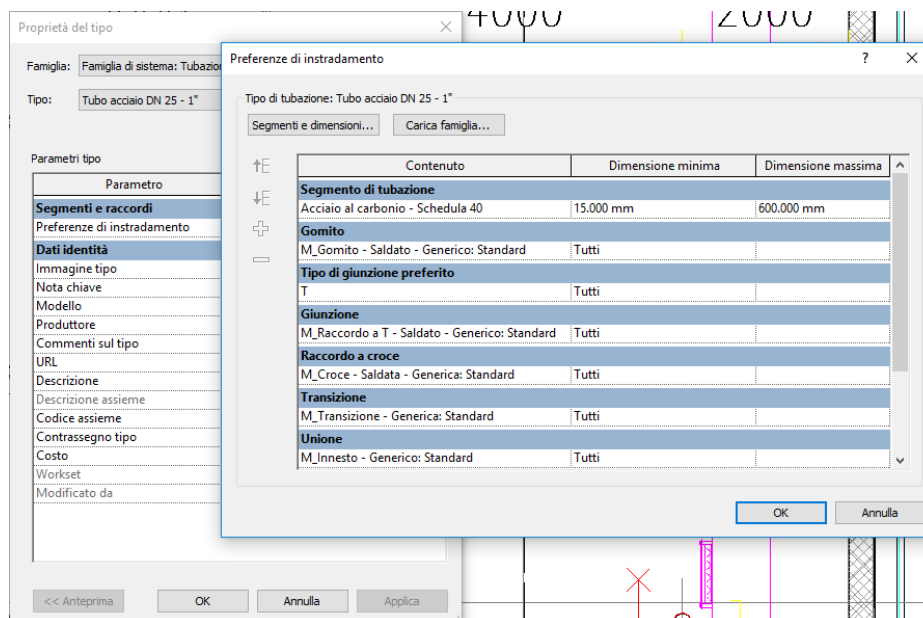 4000
2000
Proprietà del tipo
Famiglia:
Famiglia di sistema: Tubazion
Tipo:
Tubo acciaio DN 25 - 1"
Parametri tipo
Parametro
Segmenti e raccordi
Preferenze di instradamento
Dati identità
Immagine tipo
Nota chiave
Modello
Produttore
Commenti sul tipo
URL
Descrizione
Descrizione assieme
Codice assieme
Contrassegno tipo
Costo
Workset
Modificato da
<< Anteprima
OK
Annulla
Applica
Preferenze di instradamento
?
Tipo di tubazione: Tubo acciaio DN 25 - 1"
Segmenti e dimensioni...
Carica famiglia...
Contenuto
Dimensione minima
Dimensione massima
Segmento di tubazione
Acciaio al carbonio - Schedula 40
15.000 mm
600.000 mm
Gomito
M_Gomito - Saldato - Generico: Standard
Tutti
Tipo di giunzione preferito
T
Tutti
Giunzione
M_Raccordo a T - Saldato - Generico: Standard
Tutti
Raccordo a croce
M_Croce - Saldata - Generica: Standard
Tutti
Transizione
M_Transizione - Generica: Standard
Tutti
Unione
M_Innesto - Generico: Standard
Tutti
OK
Annulla